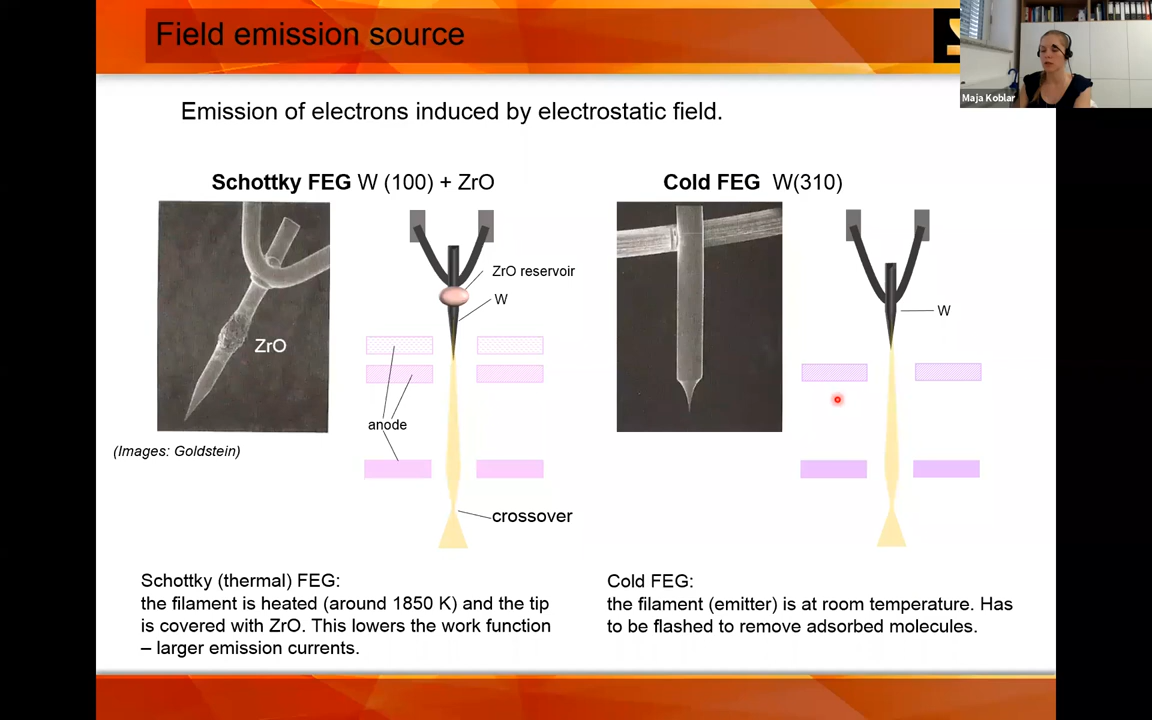 Field emission source
Maja Koblar
Emission of electrons induced by electrostatic field.
Schottky FEG W (100) + ZrO
Cold FEG W(310)
ZrO reservoir
W
ZrO
anode
(Images: Goldstein)
crossover
W
Schottky (thermal) FEG:
the filament is heated (around 1850 K) and the tip
is covered with ZrO. This lowers the work function
– larger emission currents.
Cold FEG:
the filament (emitter) is at room temperature. Has
to be flashed to remove adsorbed molecules.